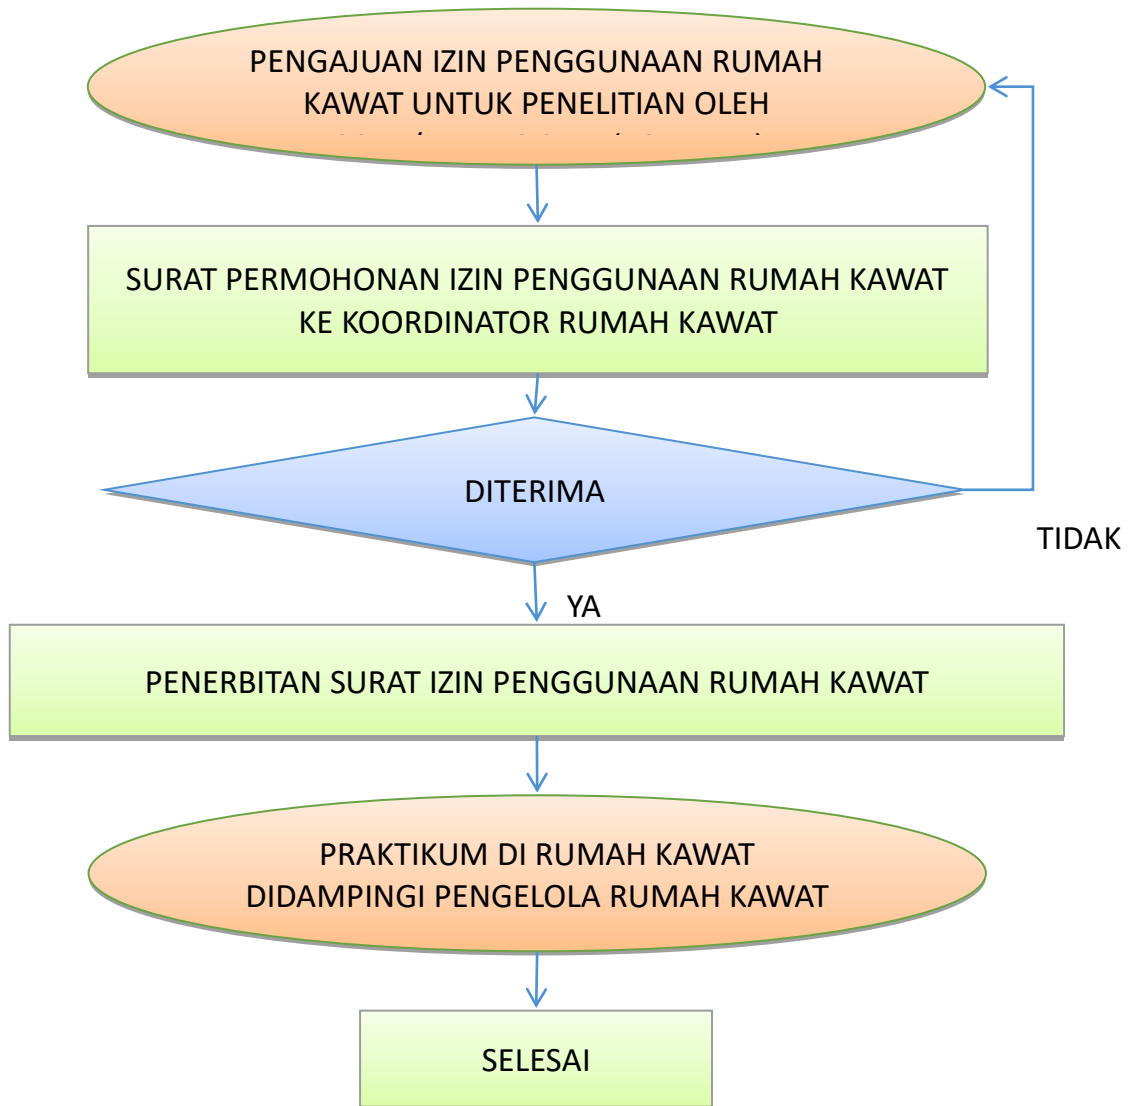 PENGAJUAN IZIN PENGGUNAAN RUMAH
KAWAT UNTUK PENELITIAN OLEH
SURAT PERMOHONAN IZIN PENGGUNAAN RUMAH KAWAT
KE KOORDINATOR RUMAH KAWAT
DITERIMA
TIDAK
YA
PENERBITAN SURAT IZIN PENGGUNAAN RUMAH KAWAT
PRAKTIKUM DI RUMAH KAWAT
DIDAMPINGI PENGELOLA RUMAH KAWAT
SELESAI